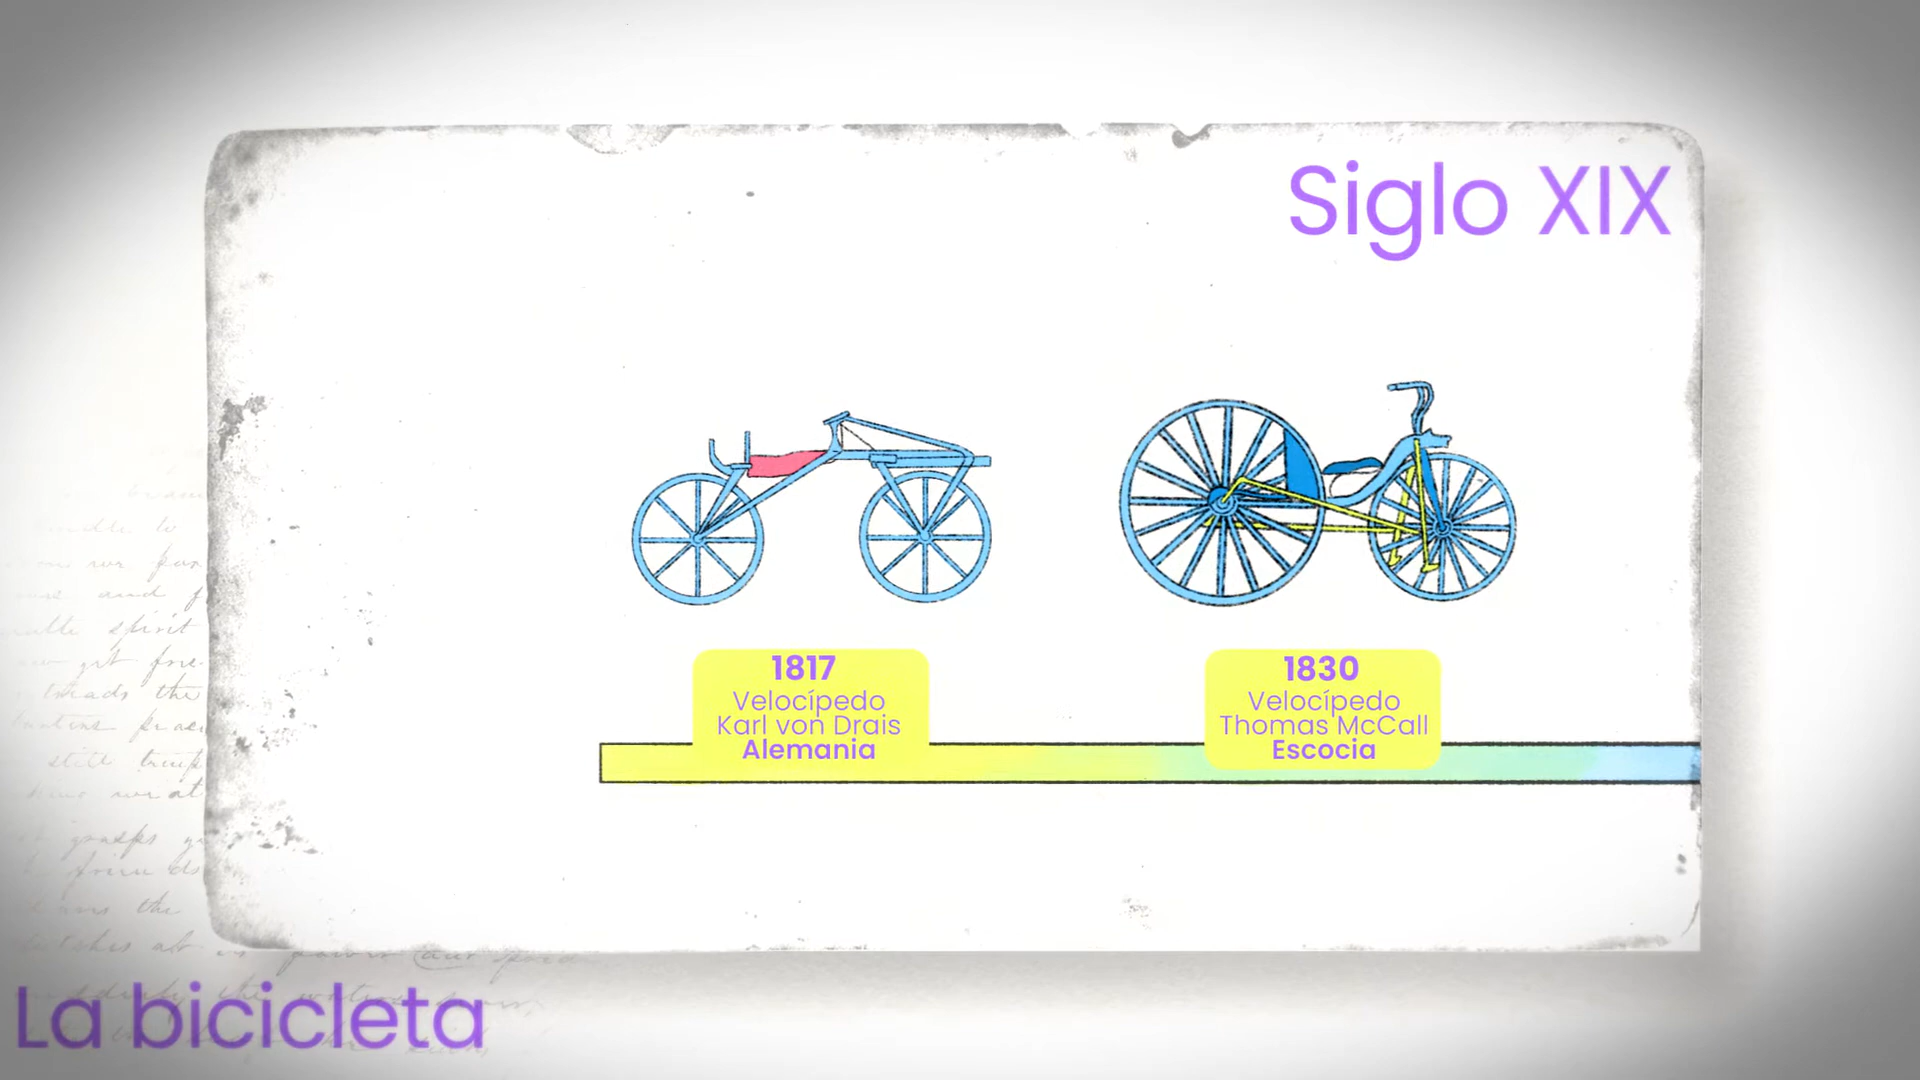 Siglo XIX
1817
Velocípedo
Karl von Drais
Alemania
1830
Velocípedo
Thomas McCall
Escocia
La bicicleta